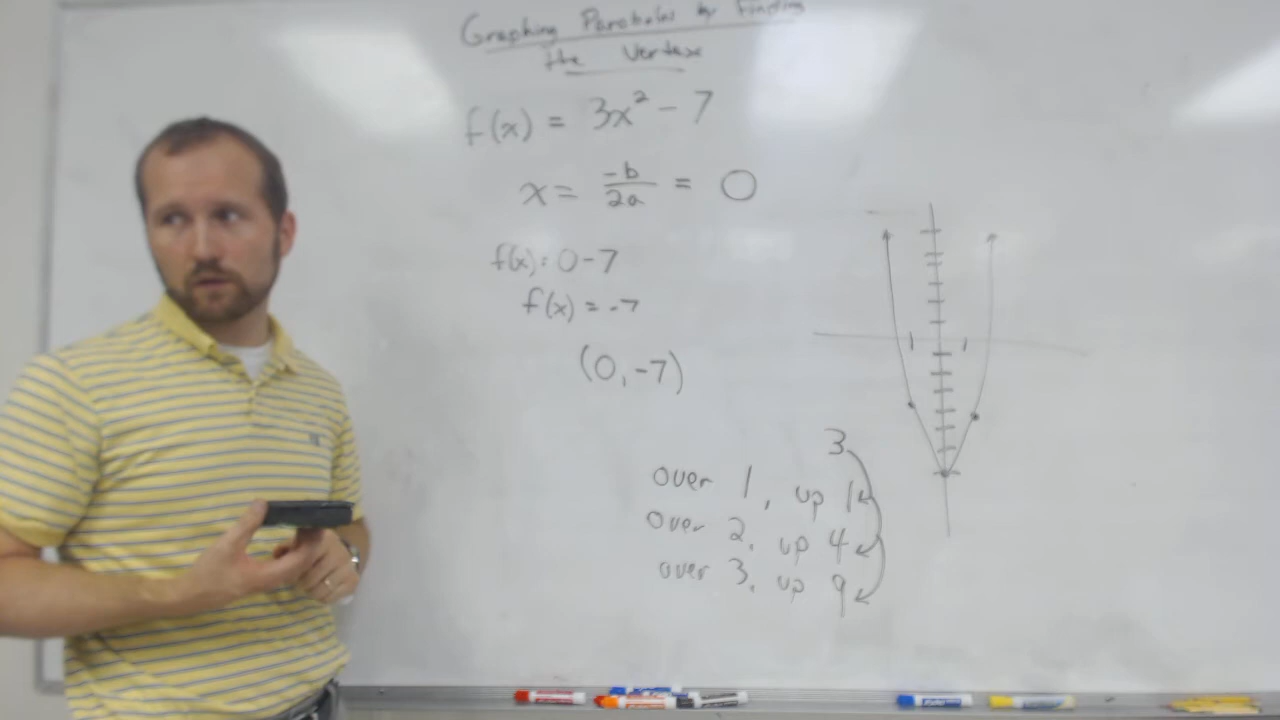 Graphing Parabolas by Finding
the Vertex
f(x) = 3x² - 7
x = -b/2a = 0
f(x) = 0 - 7
f(x) = -7
(0, -7)
3
over 1, up 1
over 2, up 4
over 3, up 9